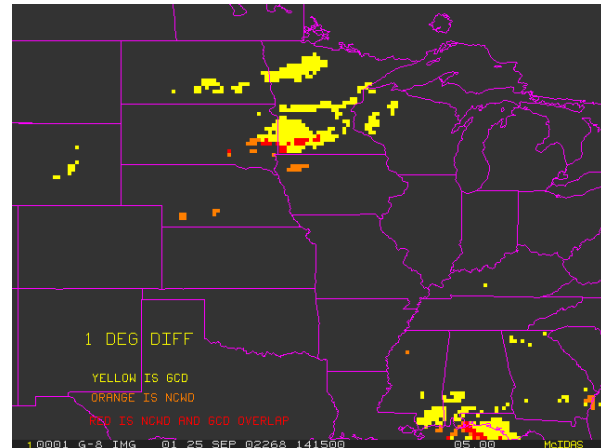 1 DEG DIFF
YELLOW IS GCD
ORANGE IS NCWD
RED IS NCWD AND GCD OVERLAP
1 0001 G-8 IMG 01 25 SEP 02268 141500 05.00 McIDAS